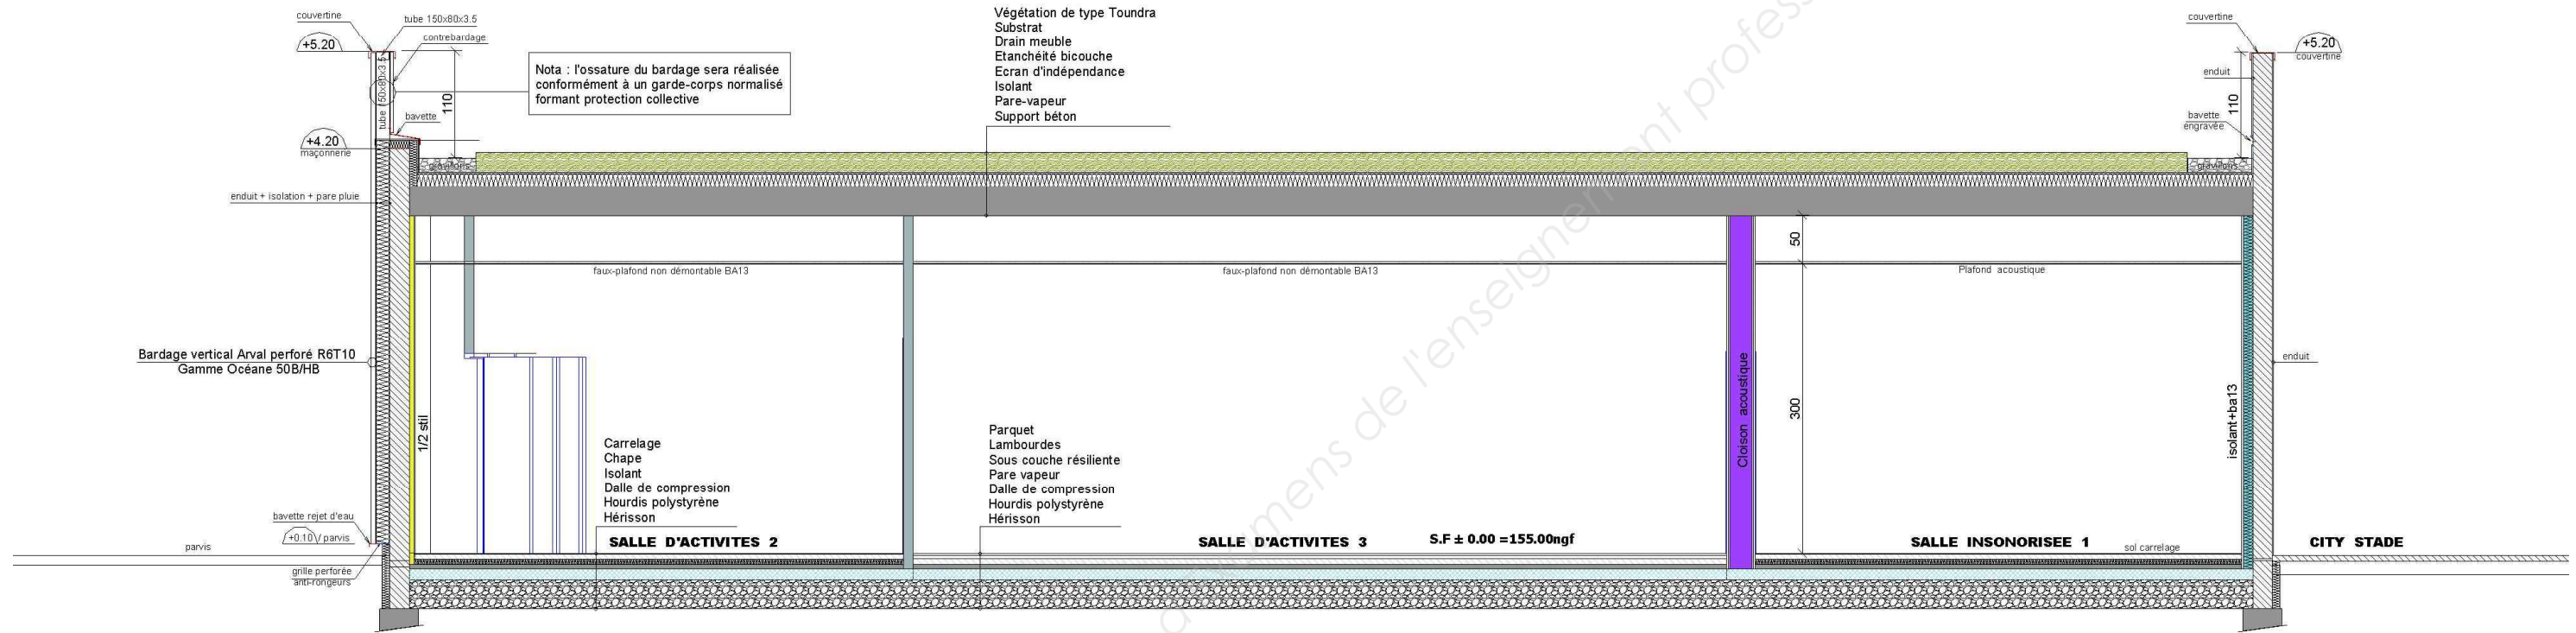 couvertine
tube 150x80x3.5
+5.20
contrebardage
tube 150x80x3.5
110
Nota : l'ossature du bardage sera réalisée
conformément à un garde-corps normalisé
formant protection collective
bavette
+4.20
maçonnerie
gravillons
enduit + isolation + pare pluie
Végétation de type Toundra
Substrat
Drain meuble
Etanchéité bicouche
Ecran d'indépendance
Isolant
Pare-vapeur
Support béton
couvertine
+5.20
couvertine
enduit
110
bavette
engravée
gravillons
faux-plafond non démontable BA13
faux-plafond non démontable BA13
50
Plafond acoustique
Bardage vertical Arval perforé R6T10
Gamme Océane 50B/HB
1/2 stil
Cloison acoustique
300
isolant+ba13
enduit
Carrelage
Chape
Isolant
Dalle de compression
Hourdis polystyrène
Hérisson
Parquet
Lambourdes
Sous couche résiliente
Pare vapeur
Dalle de compression
Hourdis polystyrène
Hérisson
bavette rejet d'eau
+0.10 / parvis
parvis
grille perforée
anti-rongeurs
SALLE D'ACTIVITES 2
SALLE D'ACTIVITES 3
S.F ± 0.00 =155.00ngf
SALLE INSONORISEE 1
sol carrelage
CITY STADE
mens de l'enseignement profes